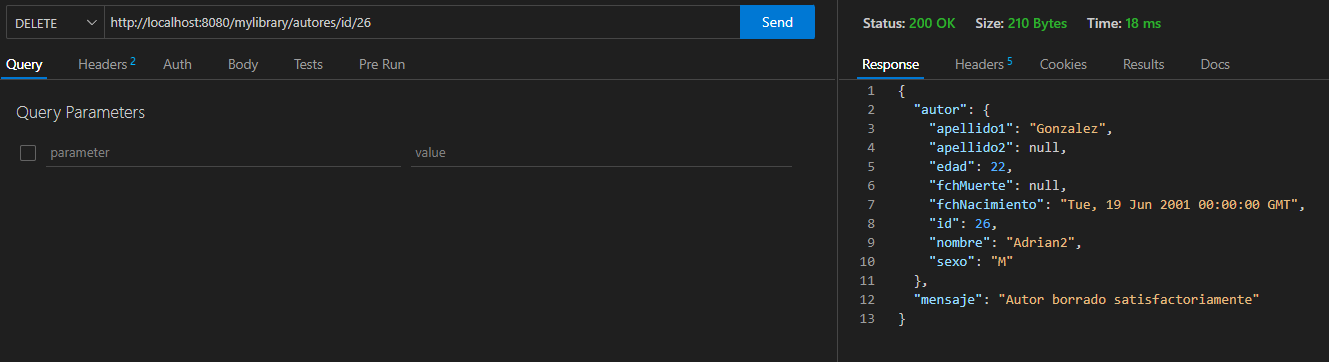 DELETE http://localhost:8080/mylibrary/autores/id/26 Send
Query Headers 2 Auth Body Tests Pre Run
Query Parameters
parameter value
Status: 200 OK Size: 210 Bytes Time: 18 ms
Response Headers 5 Cookies Results Docs
1 {
2 "autor": {
3 "apellido1": "Gonzalez",
4 "apellido2": null,
5 "edad": 22,
6 "fchMuerte": null,
7 "fchNacimiento": "Tue, 19 Jun 2001 00:00:00 GMT",
8 "id": 26,
9 "nombre": "Adrian2",
10 "sexo": "M"
11 },
12 "mensaje": "Autor borrado satisfactoriamente"
13 }